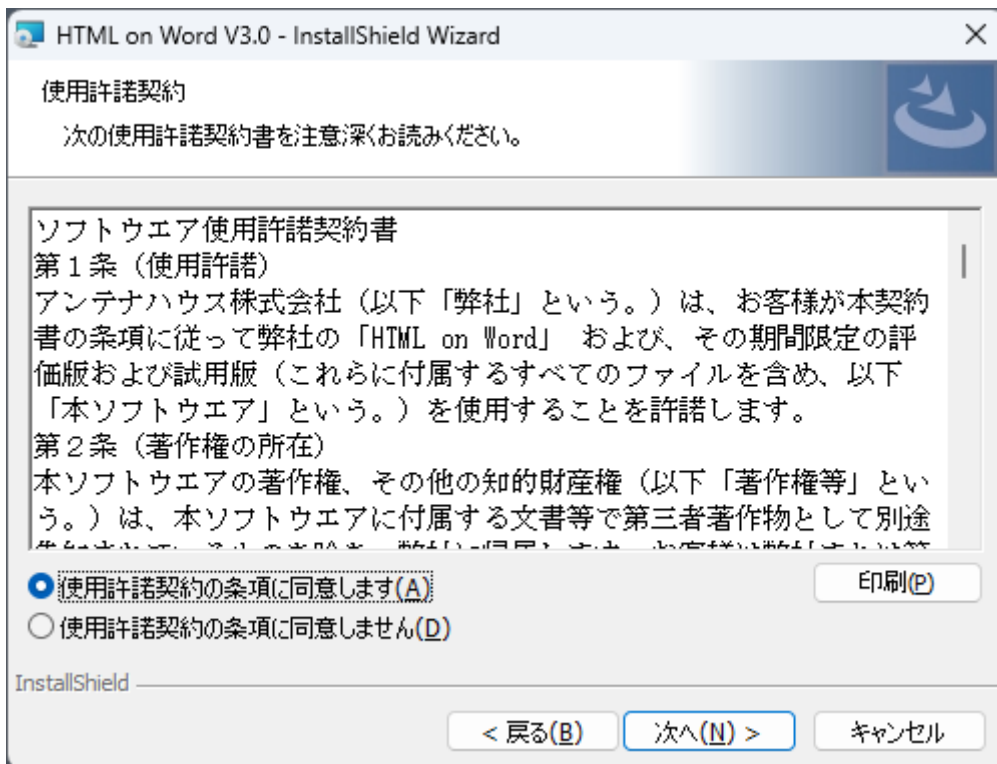 HTML on Word V3.0 - InstallShield Wizard
使用許諾契約
次の使用許諾契約書を注意深くお読みください。
ソフトウエア使用許諾契約書
第１条（使用許諾）
アンテナハウス株式会社（以下「弊社」という。）は、お客様が本契約
書の条項に従って弊社の「HTML on Word」 および、その期間限定の評
価版および試用版（これらに付属するすべてのファイルを含め、以下
「本ソフトウエア」という。）を使用することを許諾します。
第２条（著作権の所在）
本ソフトウエアの著作権、その他の知的財産権（以下「著作権等」とい
う。）は、本ソフトウエアに付属する文書等で第三者著作物として別途
使用許諾契約の条項に同意します(A)
印刷(P)
使用許諾契約の条項に同意しません(D)
InstallShield
< 戻る(B)
次へ(N) >
キャンセル